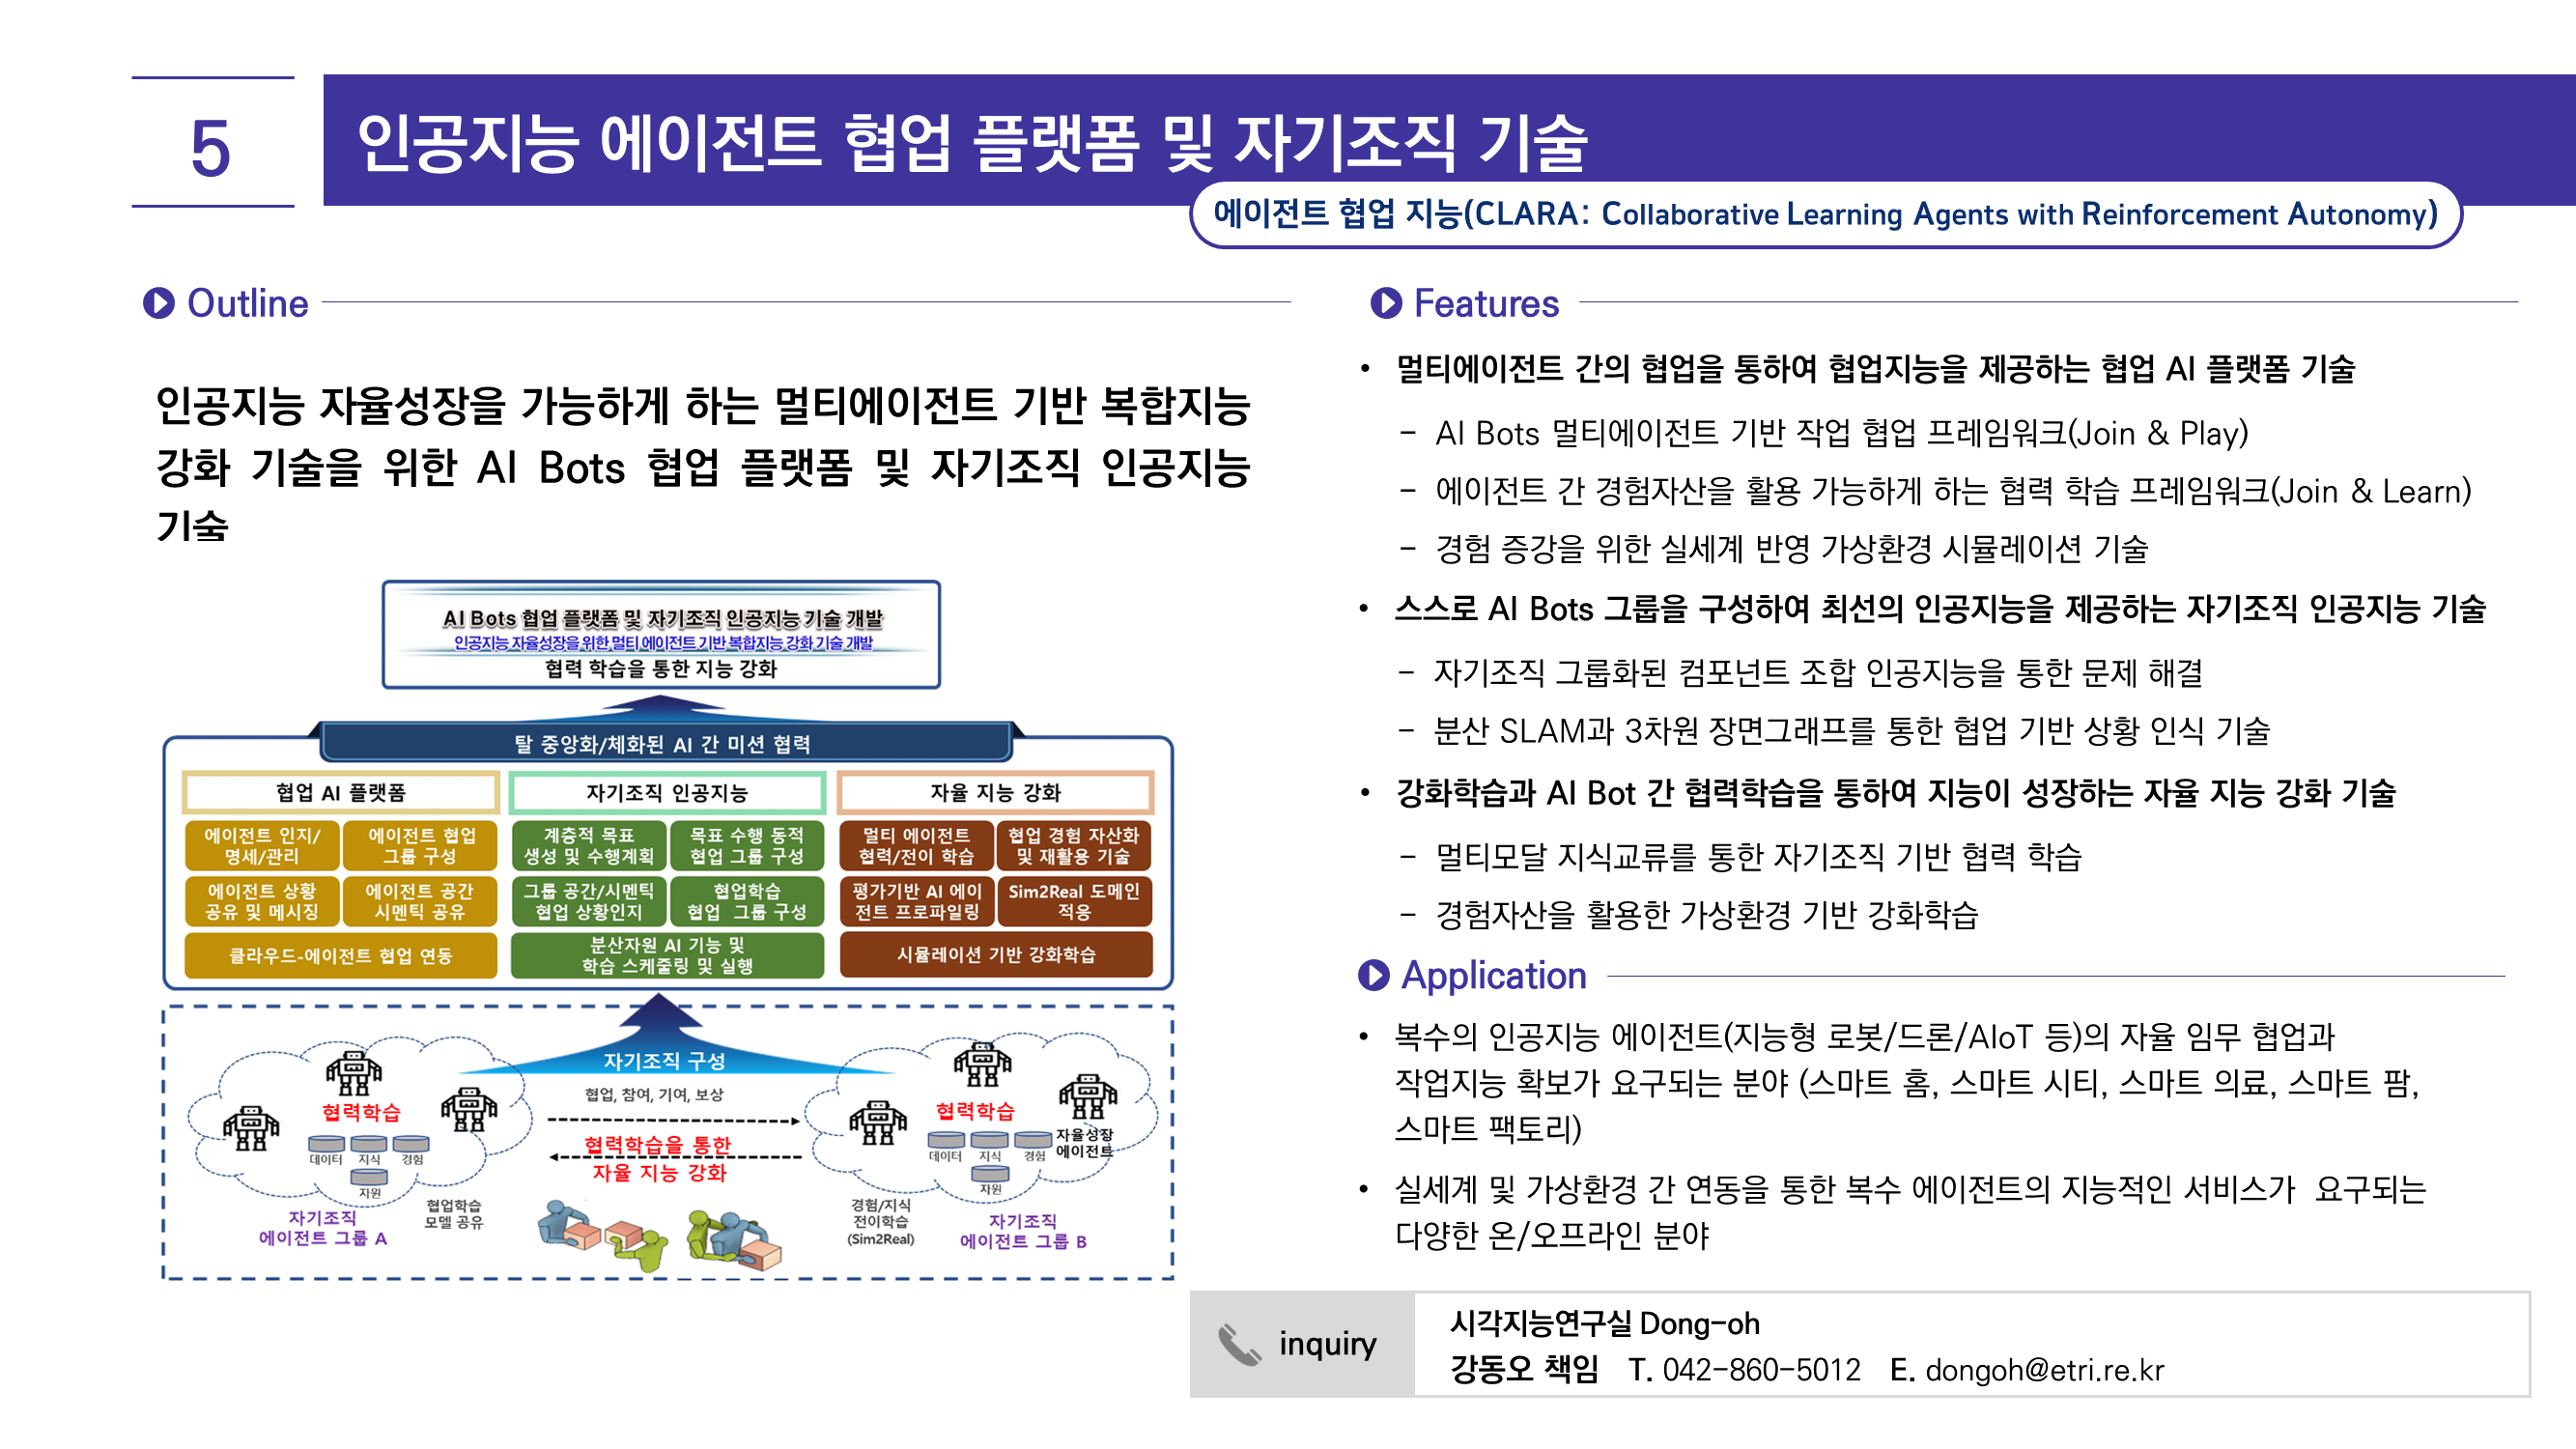 5
인공지능 에이전트 협업 플랫폼 및 자기조직 기술
에이전트 협업 지능(CLARA: Collaborative Learning Agents with Reinforcement Autonomy)
Outline
인공지능 자율성장을 가능하게 하는 멀티에이전트 기반 복합지능
강화 기술을 위한 AI Bots 협업 플랫폼 및 자기조직 인공지능
기술
AI Bots 협업 플랫폼 및 자기조직 인공지능 기술 개발
인공지능 자율성장을 위한 멀티 에이전트 기반 복합지능 강화 기술 개발
협력 학습을 통한 지능 강화
탈 중앙화/체화된 AI 간 미션 협력
협업 AI 플랫폼
에이전트 인지/
명세/관리
에이전트 협업
그룹 구성
에이전트 상황
공유 및 메시징
에이전트 공간
시멘틱 공유
클라우드-에이전트 협업 연동
자기조직 인공지능
계층적 목표
생성 및 수행계획
목표 수행 동적
협업 그룹 구성
그룹 공간/시멘틱
협업 상황인지
협업학습
협업 그룹 구성
분산자원 AI 기능 및
학습 스케줄링 및 실행
자율 지능 강화
멀티 에이전트
협력/전이 학습
협업 경험 자산화
및 재활용 기술
평가기반 AI 에이
전트 프로파일링
Sim2Real 도메인
적응
시뮬레이션 기반 강화학습
자기조직 구성
협업, 참여, 기여, 보상
협력학습을 통한
자율 지능 강화
협력학습
데이터 지식 경험
자원
협업학습
모델 공유
자기조직
에이전트 그룹 A
협력학습
데이터 지식 경험
자원
자율성장
에이전트
경험/지식
전이학습
(Sim2Real)
자기조직
에이전트 그룹 B
Features
• 멀티에이전트 간의 협업을 통하여 협업지능을 제공하는 협업 AI 플랫폼 기술
– AI Bots 멀티에이전트 기반 작업 협업 프레임워크(Join & Play)
– 에이전트 간 경험자산을 활용 가능하게 하는 협력 학습 프레임워크(Join & Learn)
– 경험 증강을 위한 실세계 반영 가상환경 시뮬레이션 기술
• 스스로 AI Bots 그룹을 구성하여 최선의 인공지능을 제공하는 자기조직 인공지능 기술
– 자기조직 그룹화된 컴포넌트 조합 인공지능을 통한 문제 해결
– 분산 SLAM과 3차원 장면그래프를 통한 협업 기반 상황 인식 기술
• 강화학습과 AI Bot 간 협력학습을 통하여 지능이 성장하는 자율 지능 강화 기술
– 멀티모달 지식교류를 통한 자기조직 기반 협력 학습
– 경험자산을 활용한 가상환경 기반 강화학습
Application
• 복수의 인공지능 에이전트(지능형 로봇/드론/AIoT 등)의 자율 임무 협업과
작업지능 확보가 요구되는 분야 (스마트 홈, 스마트 시티, 스마트 의료, 스마트 팜,
스마트 팩토리)
• 실세계 및 가상환경 간 연동을 통한 복수 에이전트의 지능적인 서비스가 요구되는
다양한 온/오프라인 분야
inquiry
시각지능연구실 Dong-oh
강동오 책임 T. 042-860-5012 E. dongoh@etri.re.kr